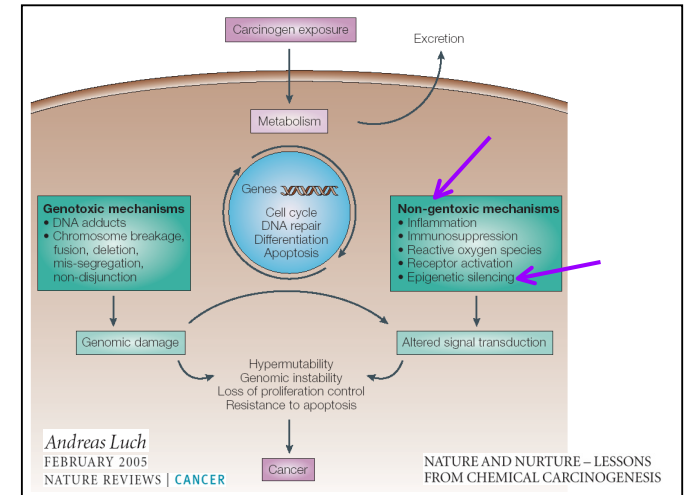 Carcinogen exposure
Excretion
Metabolism
Genes
Cell cycle
DNA repair
Differentiation
Apoptosis
Genotoxic mechanisms
• DNA adducts
• Chromosome breakage,
fusion, deletion,
mis-segregation,
non-disjunction
Non-gentoxic mechanisms
• Inflammation
• Immunosuppression
• Reactive oxygen species
• Receptor activation
• Epigenetic silencing
Genomic damage
Altered signal transduction
Hypermutability
Genomic instability
Loss of proliferation control
Resistance to apoptosis
Cancer
Andreas Luch
FEBRUARY 2005
NATURE REVIEWS | CANCER
NATURE AND NURTURE – LESSONS
FROM CHEMICAL CARCINOGENESIS